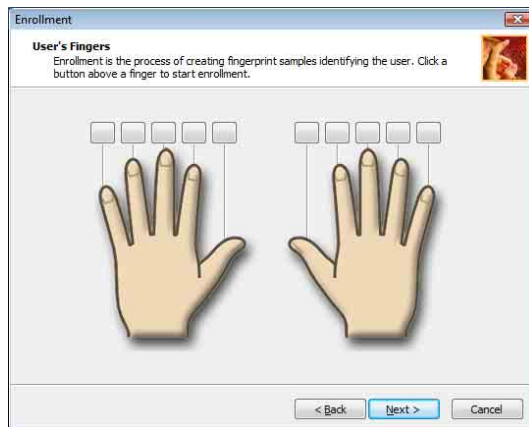 Enrollment
User's Fingers
Enrollment is the process of creating fingerprint samples identifying the user. Click a
button above a finger to start enrollment.
< Back
Next >
Cancel